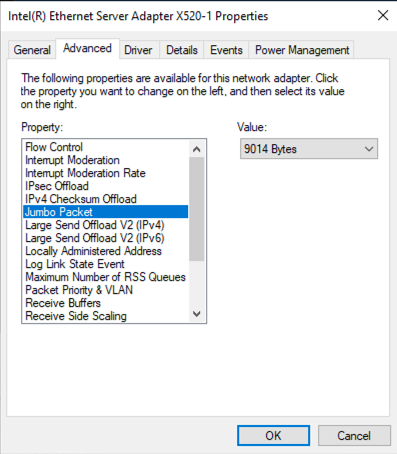 Intel(R) Ethernet Server Adapter X520-1 Properties
General Advanced Driver Details Events Power Management
The following properties are available for this network adapter. Click
the property you want to change on the left, and then select its value
on the right.
Property: Value:
Flow Control 9014 Bytes
Interrupt Moderation
Interrupt Moderation Rate
IPsec Offload
IPv4 Checksum Offload
Jumbo Packet
Large Send Offload V2 (IPv4)
Large Send Offload V2 (IPv6)
Locally Administered Address
Log Link State Event
Maximum Number of RSS Queues
Packet Priority & VLAN
Receive Buffers
Receive Side Scaling
OK Cancel